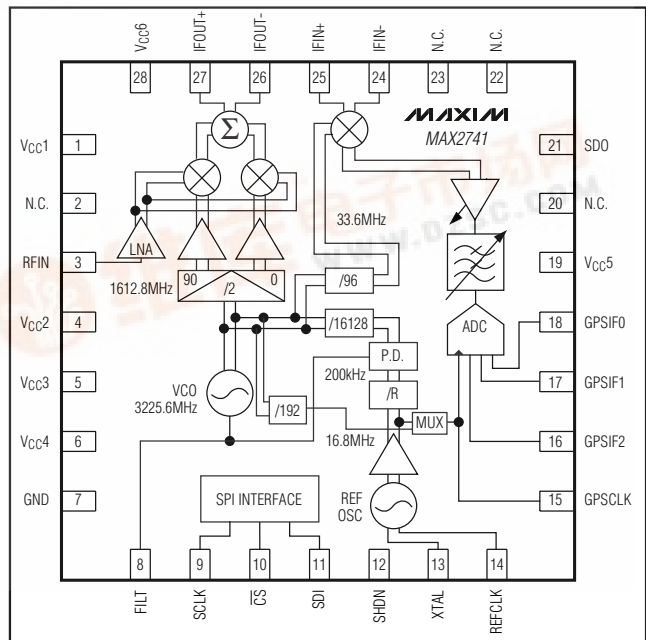 VCC6
IFOUT+
IFOUT-
IFIN+
IFIN-
N.C.
N.C.
28
27
26
25
24
23
22
MAXIM
MAX2741
VCC1
1
Σ
21
SDO
N.C.
2
20
N.C.
33.6MHz
WWW.DZSC.COM
RFIN
3
LNA
19
VCC5
1612.8MHz
90
/2
0
/96
VCC2
4
/16128
ADC
18
GPSIF0
P.D.
200kHz
VCC3
5
VCO
3225.6MHz
/R
17
GPSIF1
/192
MUX
VCC4
6
16.8MHz
16
GPSIF2
GND
7
SPI INTERFACE
REF
OSC
15
GPSCLK
8
9
10
11
12
13
14
FILT
SCLK
CS
SDI
SHDN
XTAL
REFCLK